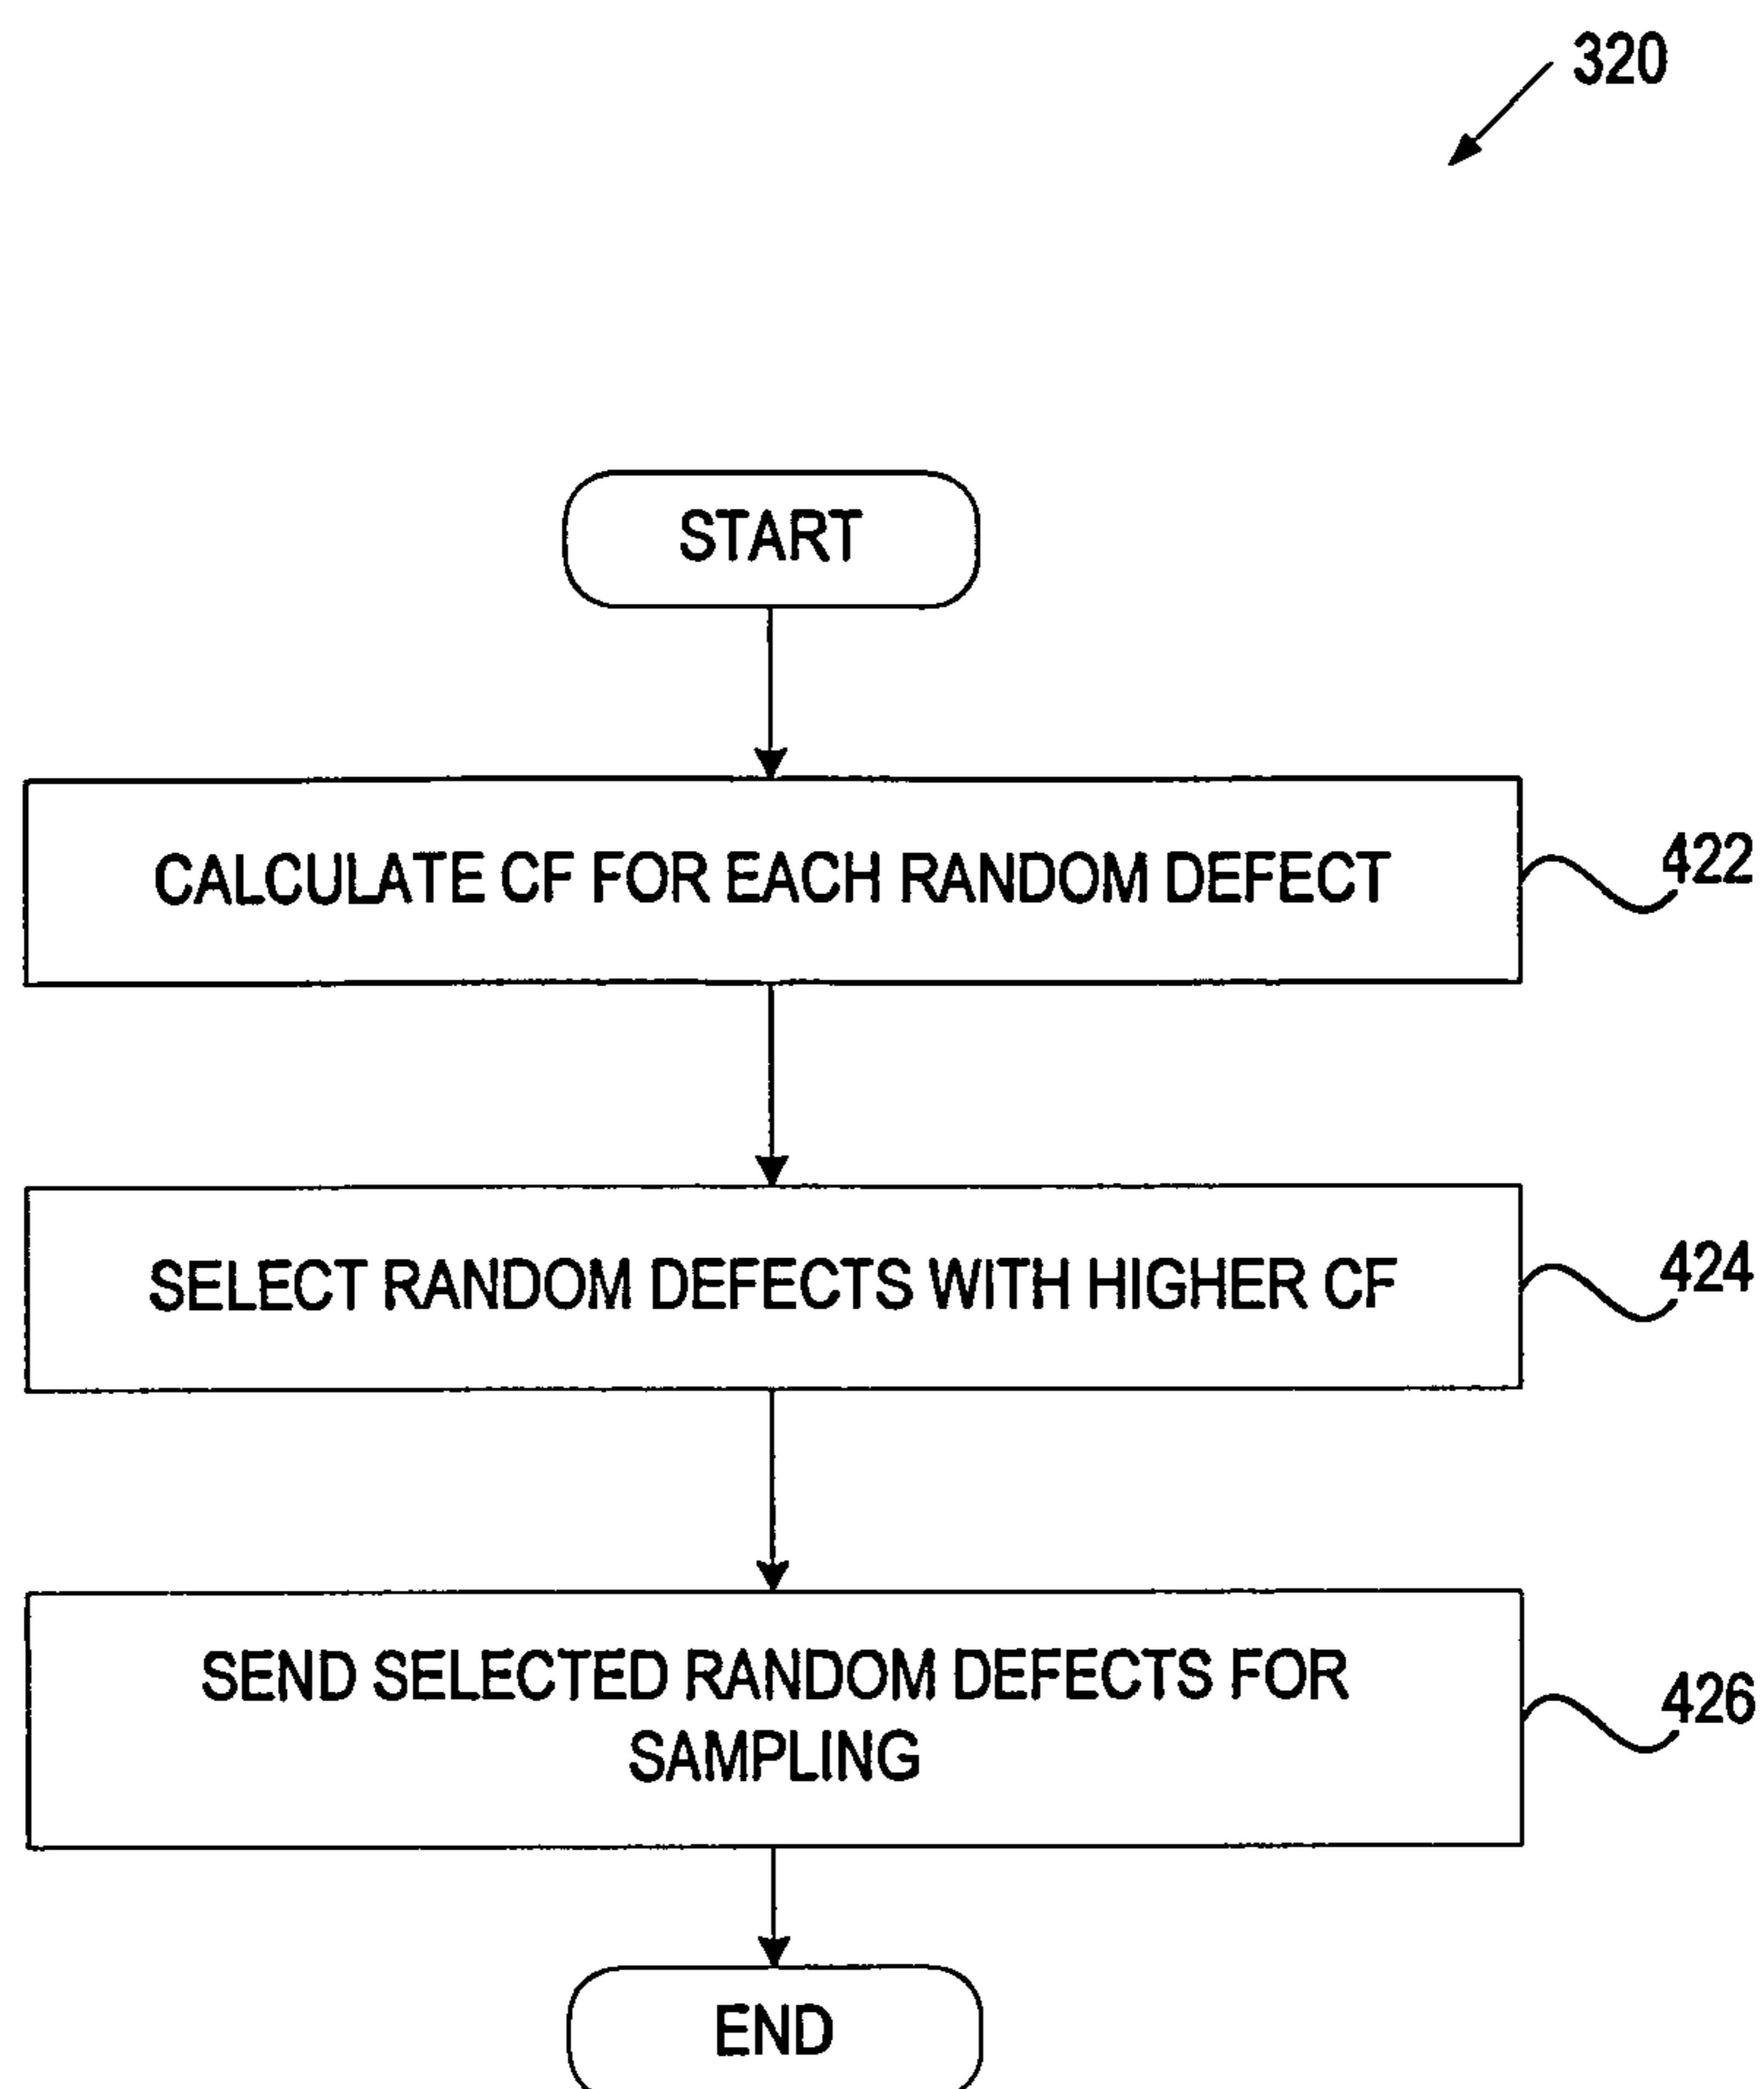 320
START
CALCULATE CF FOR EACH RANDOM DEFECT
422
SELECT RANDOM DEFECTS WITH HIGHER CF
424
SEND SELECTED RANDOM DEFECTS FOR
SAMPLING
426
END